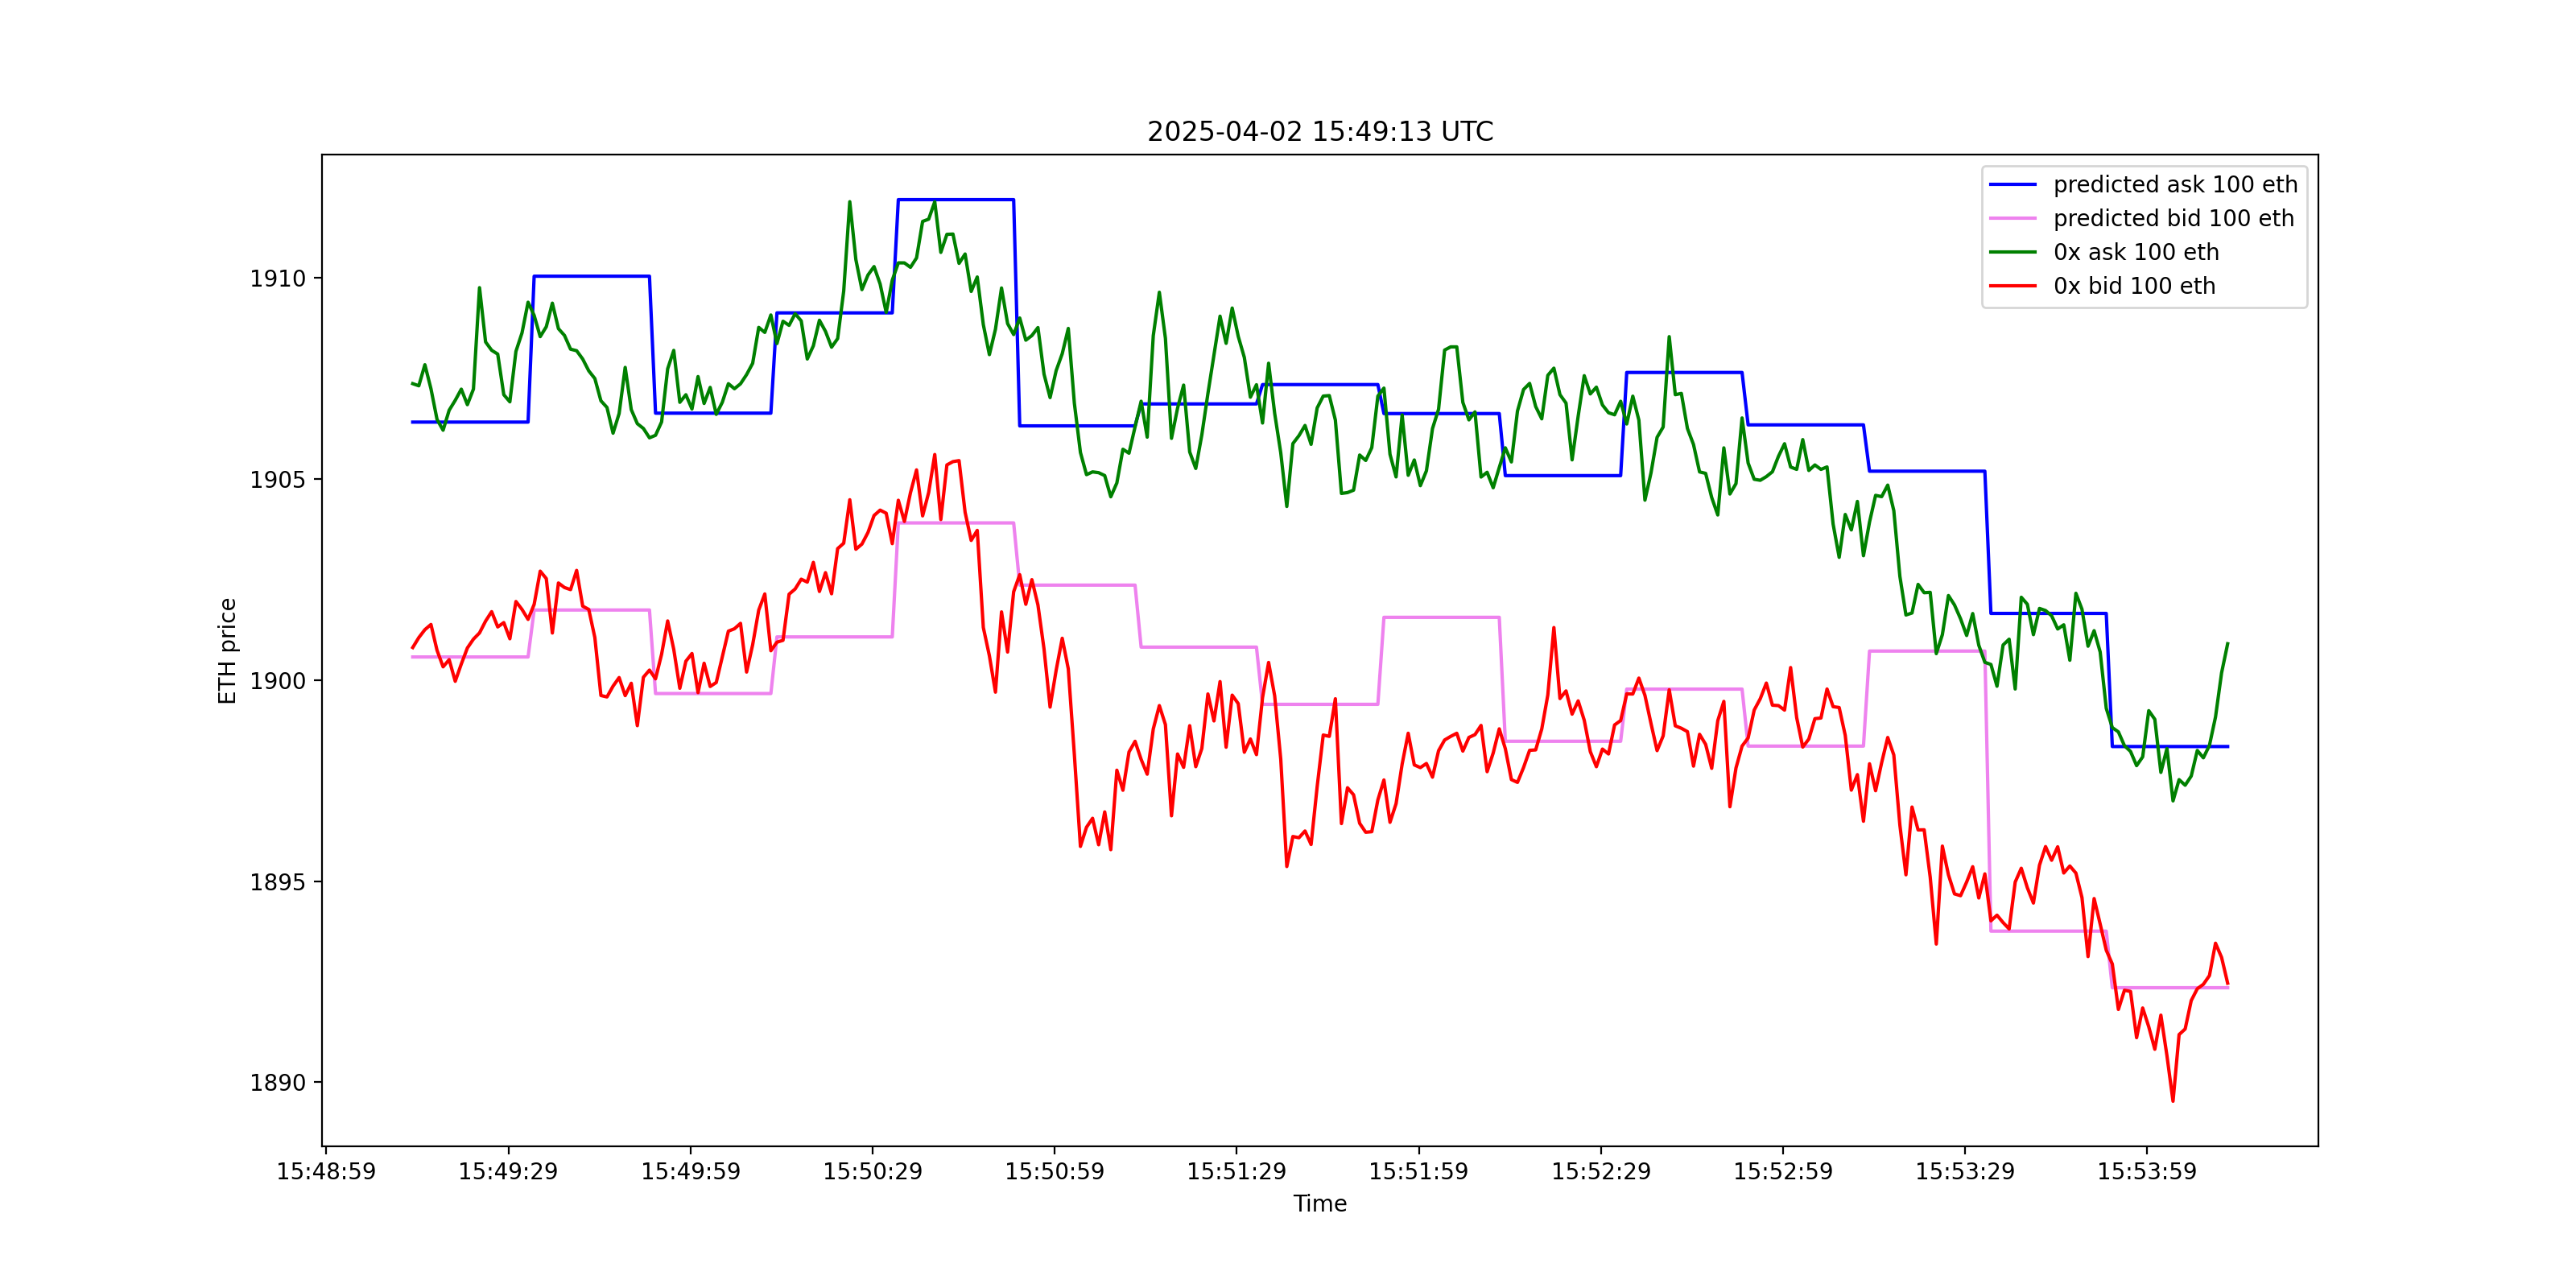 2025-04-02 15:49:13 UTC
predicted ask 100 eth
predicted bid 100 eth
0x ask 100 eth
0x bid 100 eth
ETH price
1910
1905
1900
1895
1890
15:48:59 15:49:29 15:49:59 15:50:29 15:50:59 15:51:29 15:51:59 15:52:29 15:52:59 15:53:29 15:53:59
Time